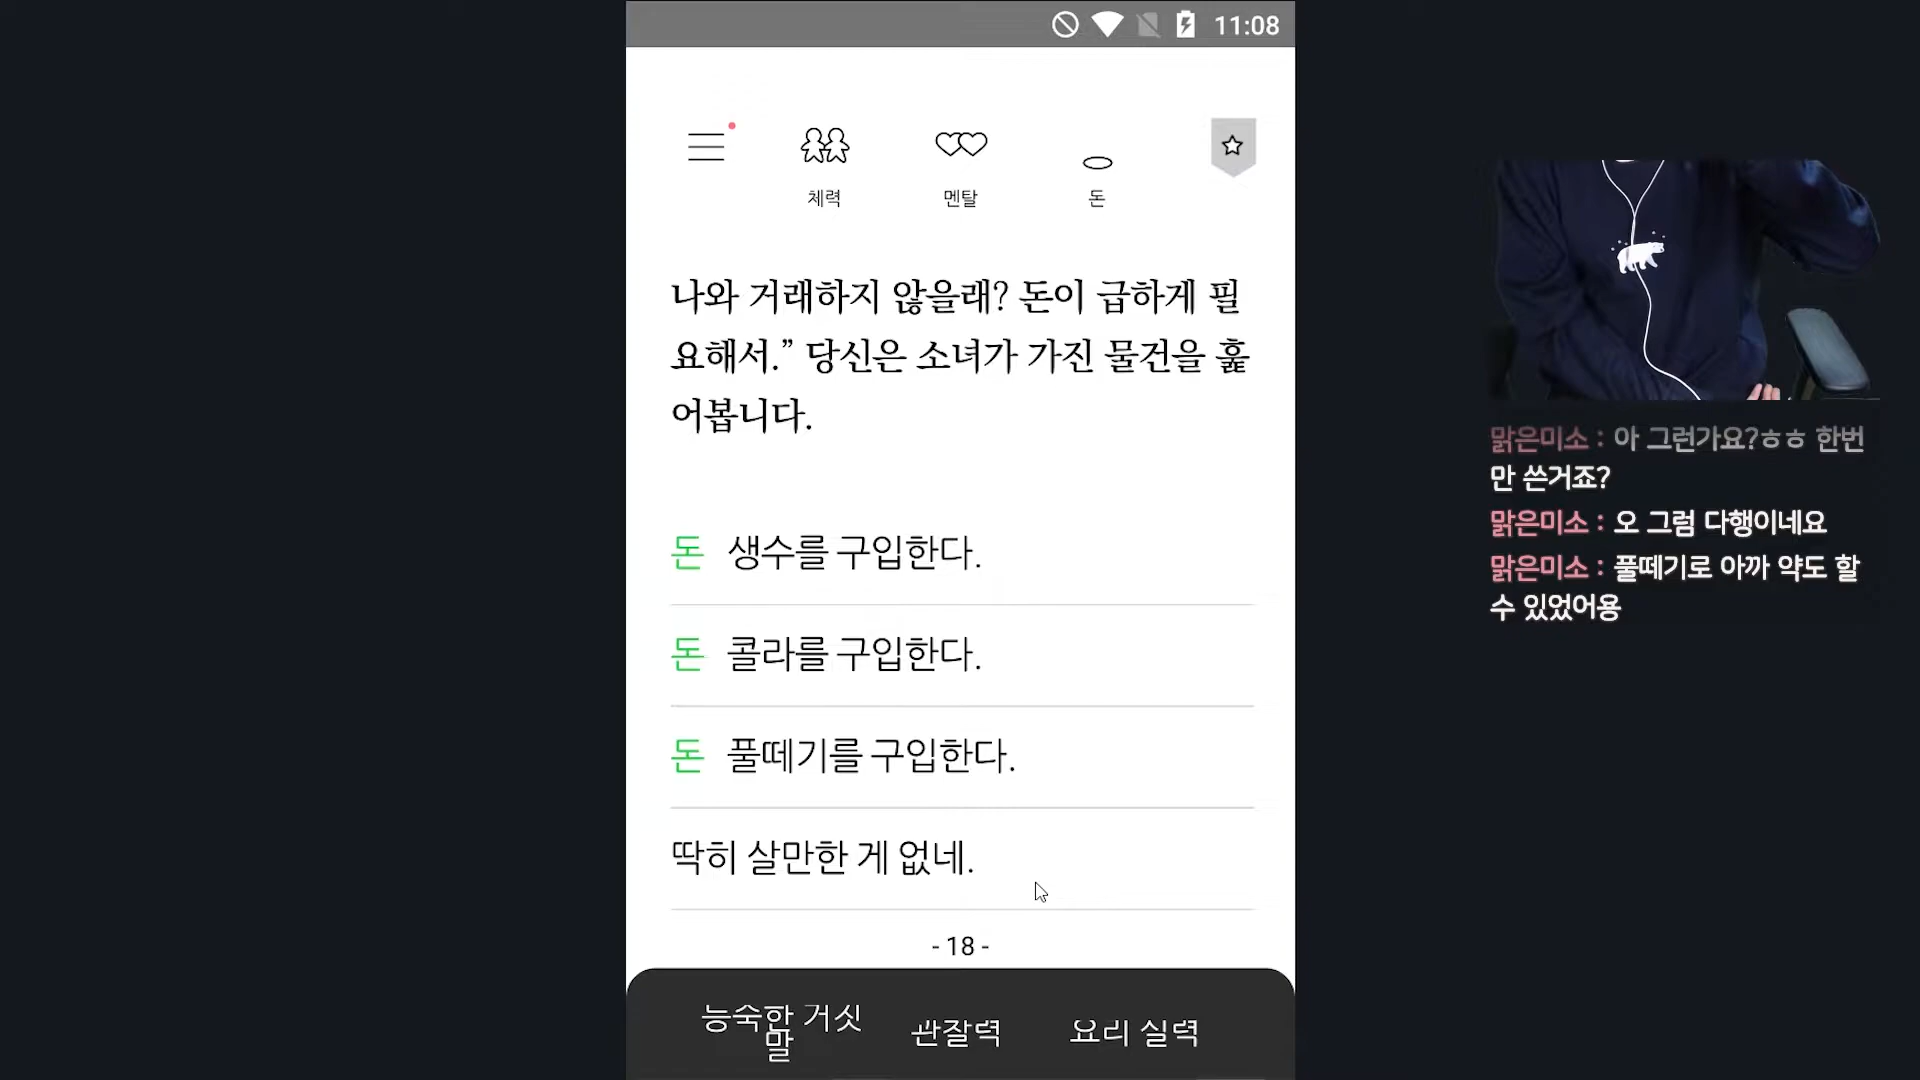 11:08
체력
멘탈
돈
나와 거래하지 않을래? 돈이 급하게 필
요해서.” 당신은 소녀가 가진 물건을 훑
어봅니다.
돈 생수를 구입한다.
돈 콜라를 구입한다.
돈 풀떼기를 구입한다.
딱히 살만한 게 없네.
- 18 -
능숙한 거짓
말
관찰력
요리 실력
맑은미소 : 아 그런가요?ㅎㅎ 한번
만 쓴거죠?
맑은미소 : 오 그럼 다행이네요
맑은미소 : 풀떼기로 아까 약도 할
수 있었어용